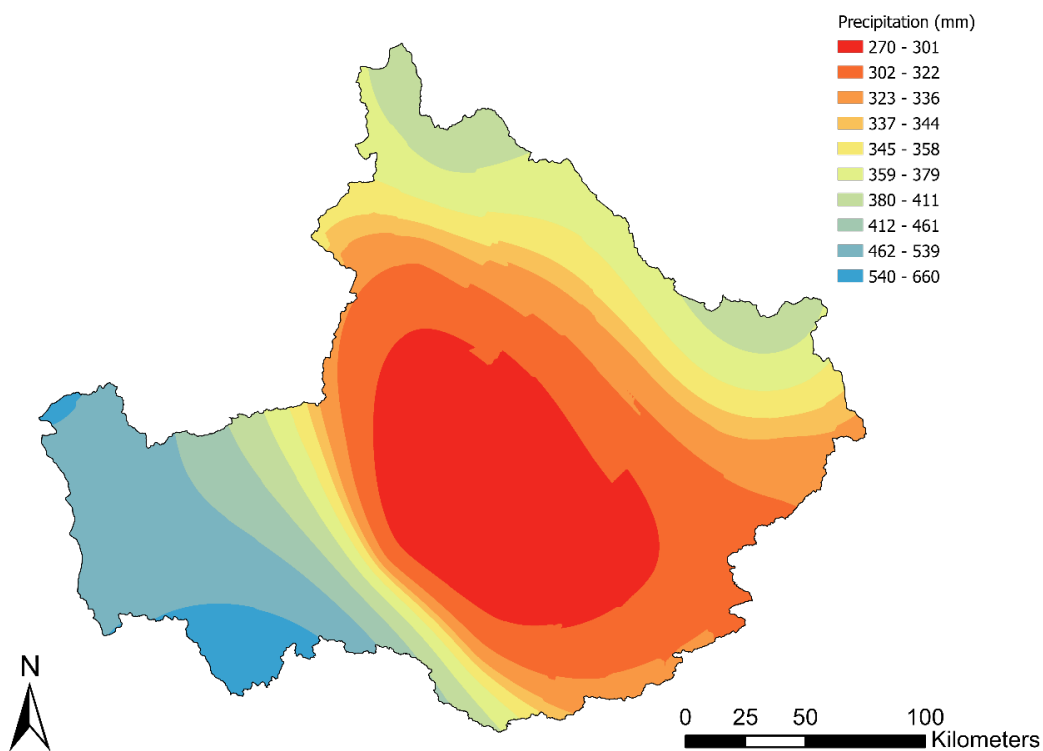 Precipitation (mm)
270 - 301
302 - 322
323 - 336
337 - 344
345 - 358
359 - 379
380 - 411
412 - 461
462 - 539
540 - 660
N
0 25 50 100
Kilometers